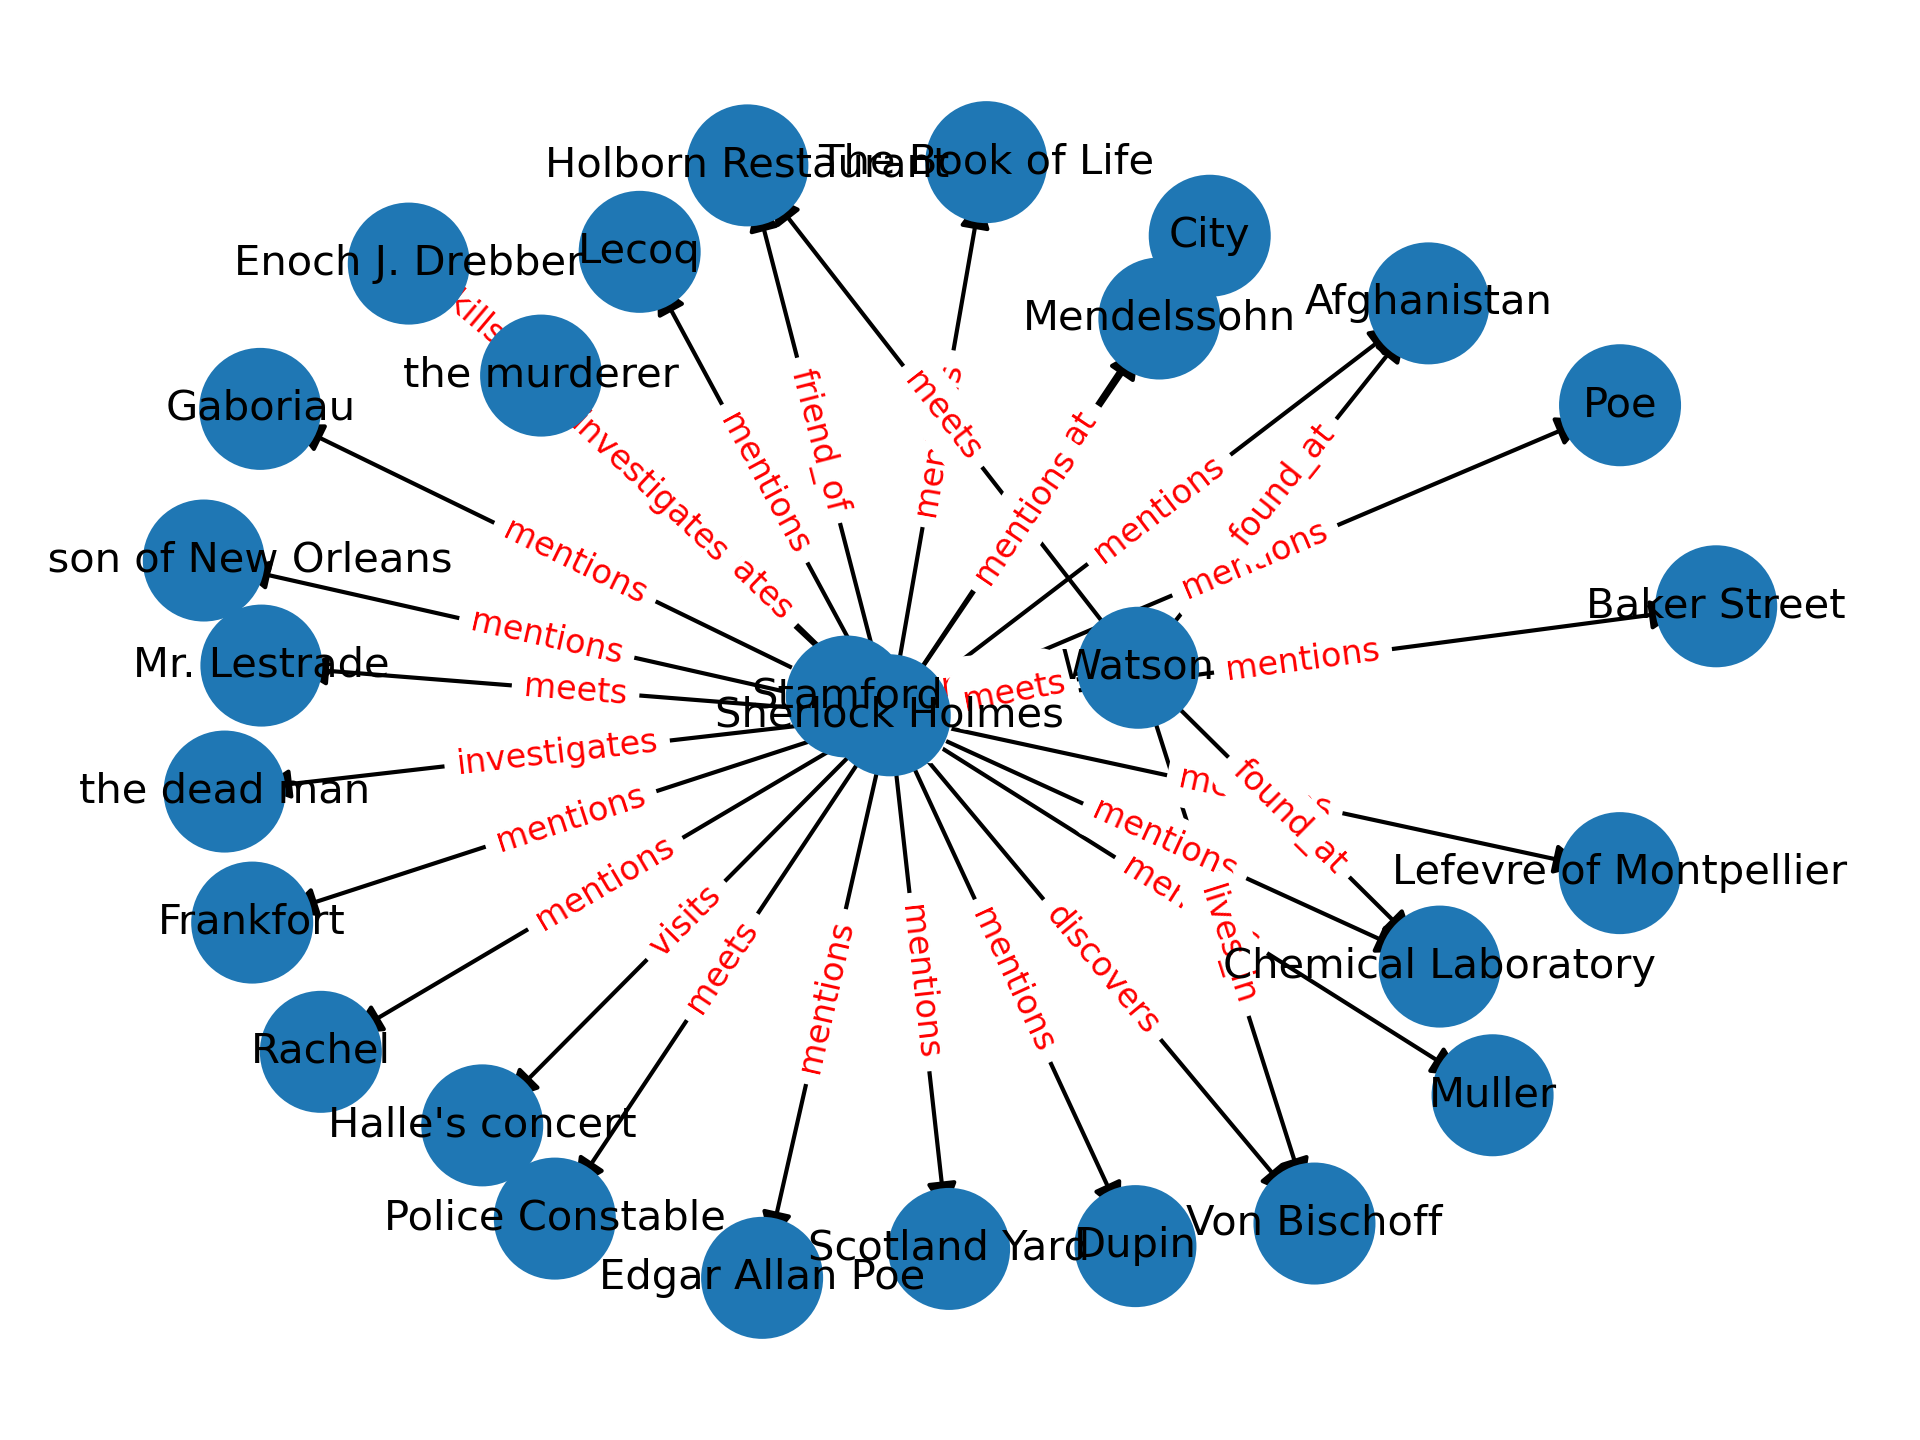 Holborn Restaurant
The Book of Life
City
Enoch J. Drebber
Lecoq
Mendelssohn
Afghanistan
kills
the murderer
Gaboriau
Poe
friend_of
meets
mentions
mentions at
mentions
found_at
investigates
ates
mentions
mentions
son of New Orleans
Baker Street
mentions
mentions
Mr. Lestrade
meets
Stamford
Sherlock Holmes
meets
Watson
mentions
investigates
the dead man
mentions
mentions
found_at
Lefevre of Montpellier
Frankfort
mentions
visits
meets
mentions
mentions
mentions
discovers
lives_in
Chemical Laboratory
Rachel
Muller
Halle's concert
Police Constable
Edgar Allan Poe
Scotland Yard
Dupin
Von Bischoff